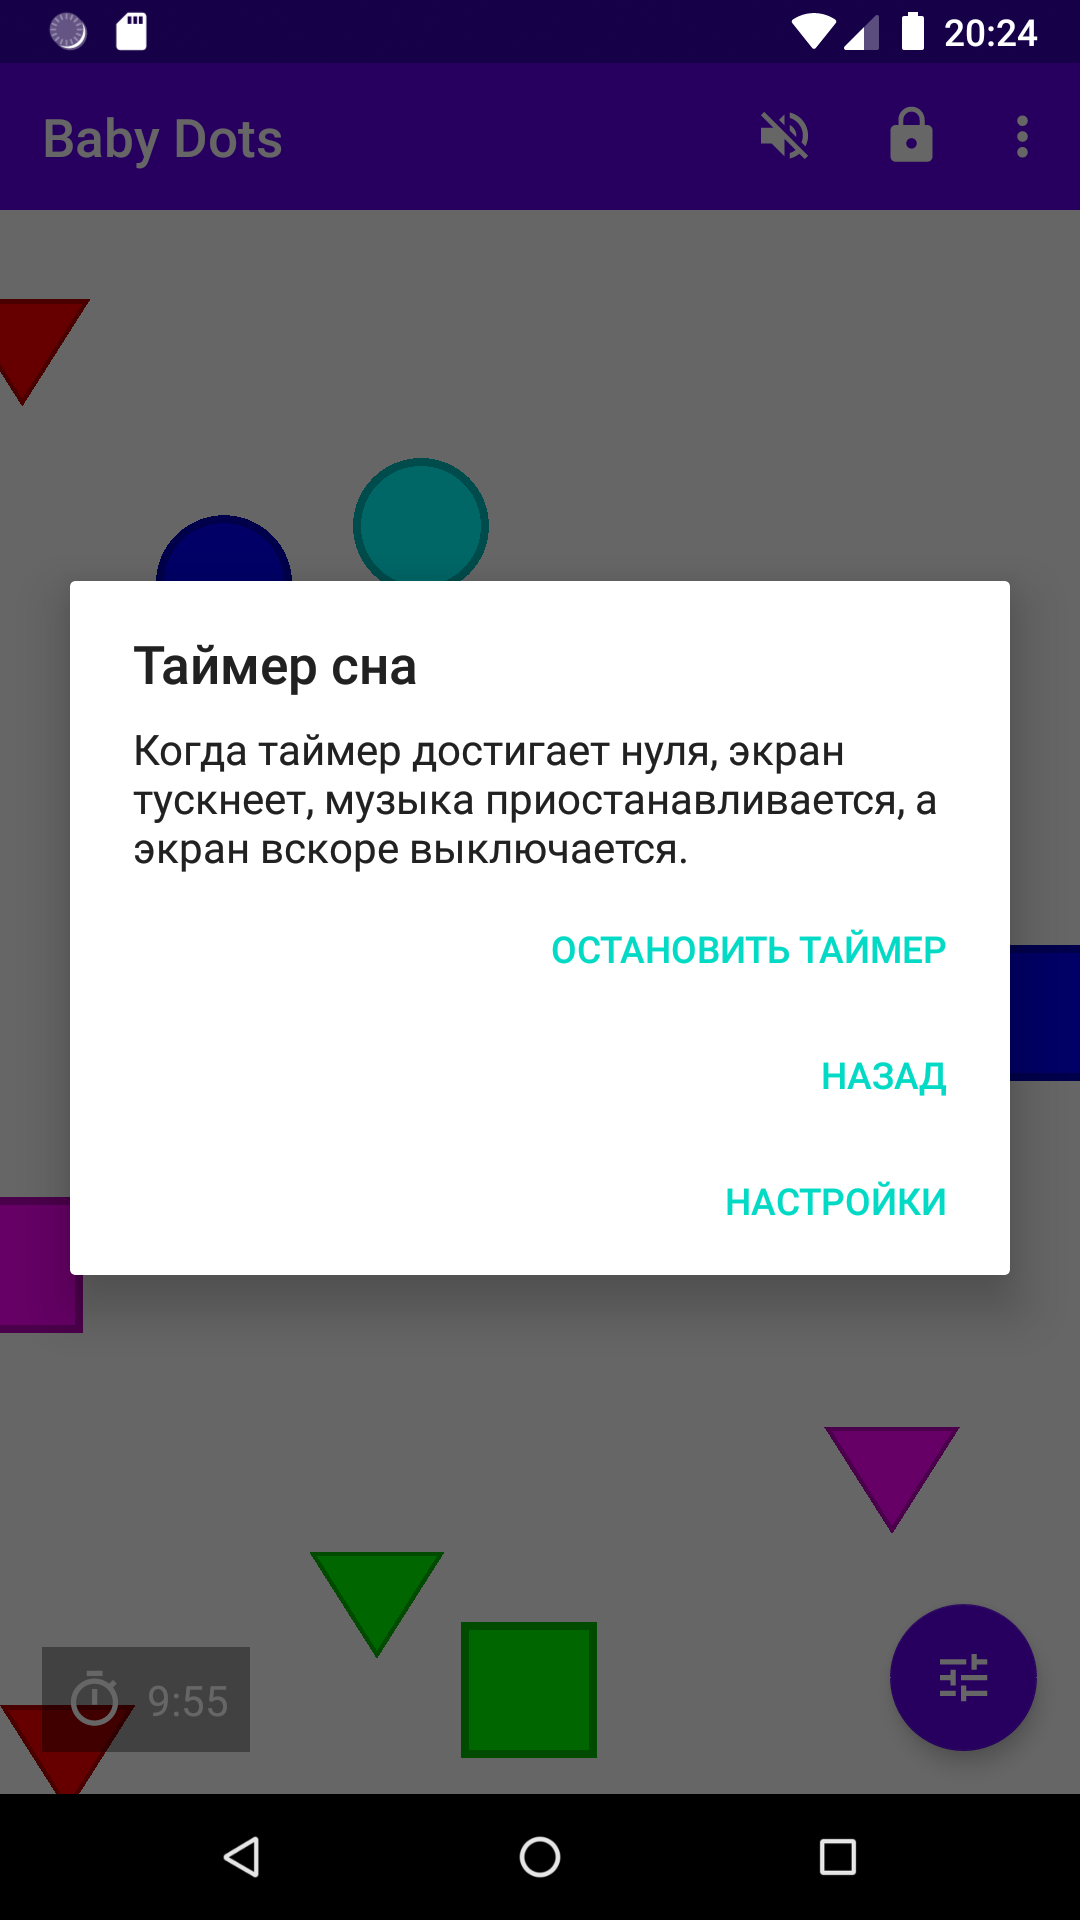 20:24
Baby Dots
Таймер сна
Когда таймер достигает нуля, экран
тускнеет, музыка приостанавливается, а
экран вскоре выключается.
ОСТАНОВИТЬ ТАЙМЕР
НАЗАД
НАСТРОЙКИ
9:55